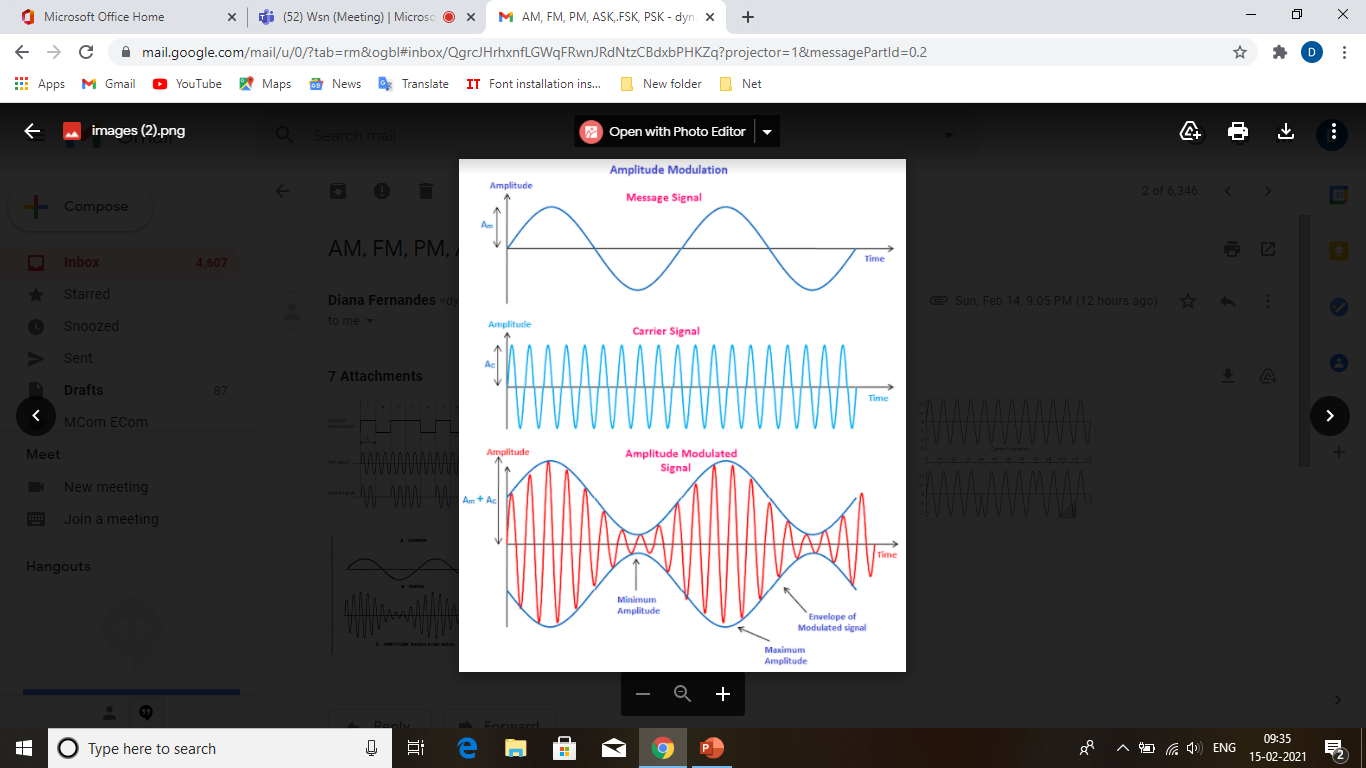 Microsoft Office Home
(52) Wsn (Meeting) | Microso
AM, FM, PM, ASK,.FSK, PSK - dyn
mail.google.com/mail/u/0/?tab=rm&ogbl#inbox/QgrcJHrhxnfLGWqFRwnJRdNtzCBdxbPHKZq?projector=1&messagePartId=0.2
D
Apps
Gmail
YouTube
Maps
News
Translate
Font installation ins...
New folder
Net
images (2).png
Open with Photo Editor
Search mail
Compose
2 of 6,346
Inbox 4,607
Starred
Snoozed
Sent
Drafts 87
MCom ECom
Meet
New meeting
Join a meeting
Hangouts
AM, FM, PM,
Diana Fernandes <dy
to me
Sun, Feb 14, 9:05 PM (12 hours ago)
7 Attachments
Amplitude Modulation
Amplitude
Message Signal
Am
Time
Amplitude
Carrier Signal
Ac
Time
Amplitude
Amplitude Modulated
Signal
Am + Ac
Time
Minimum
Amplitude
Envelope of
Modulated signal
Maximum
Amplitude
Reply
Forward
Type here to search
ENG
09:35
15-02-2021
2